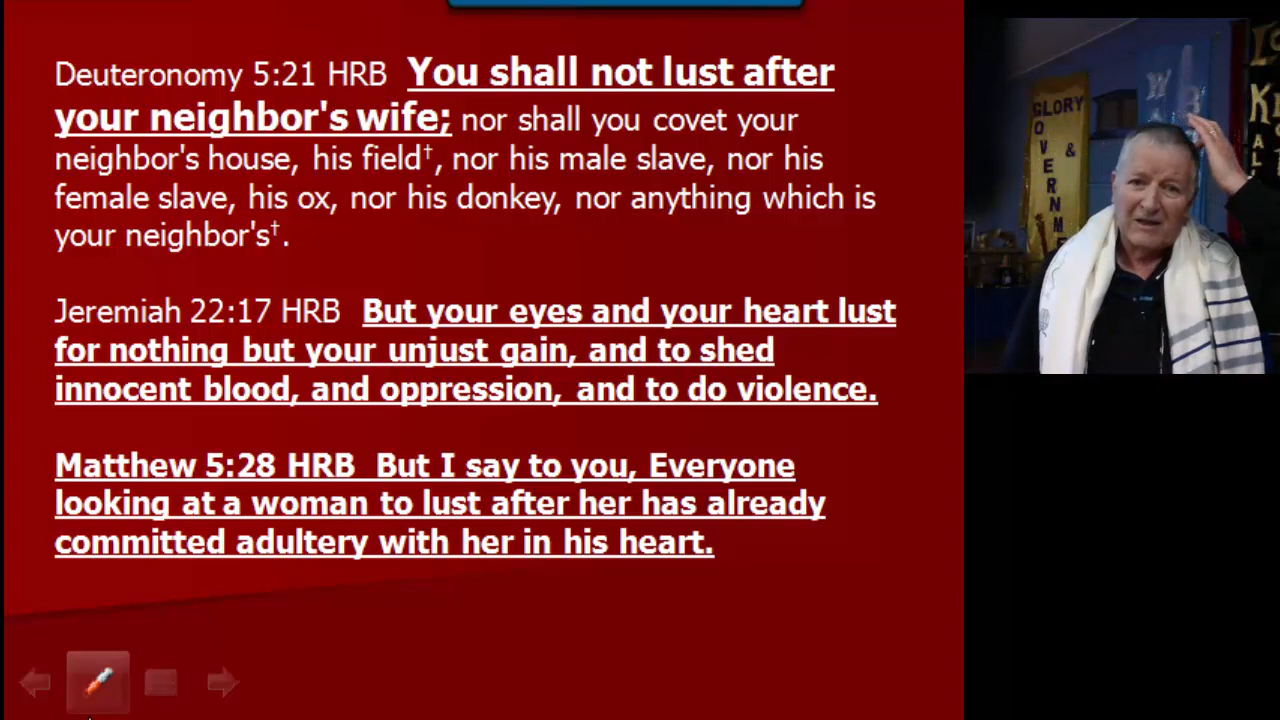 Deuteronomy 5:21 HRB You shall not lust after
your neighbor's wife; nor shall you covet your
neighbor's house, his field†, nor his male slave, nor his
female slave, his ox, nor his donkey, nor anything which is
your neighbor's†.
Jeremiah 22:17 HRB But your eyes and your heart lust
for nothing but your unjust gain, and to shed
innocent blood, and oppression, and to do violence.
Matthew 5:28 HRB But I say to you, Everyone
looking at a woman to lust after her has already
committed adultery with her in his heart.
GLORY
&
GOVERNME